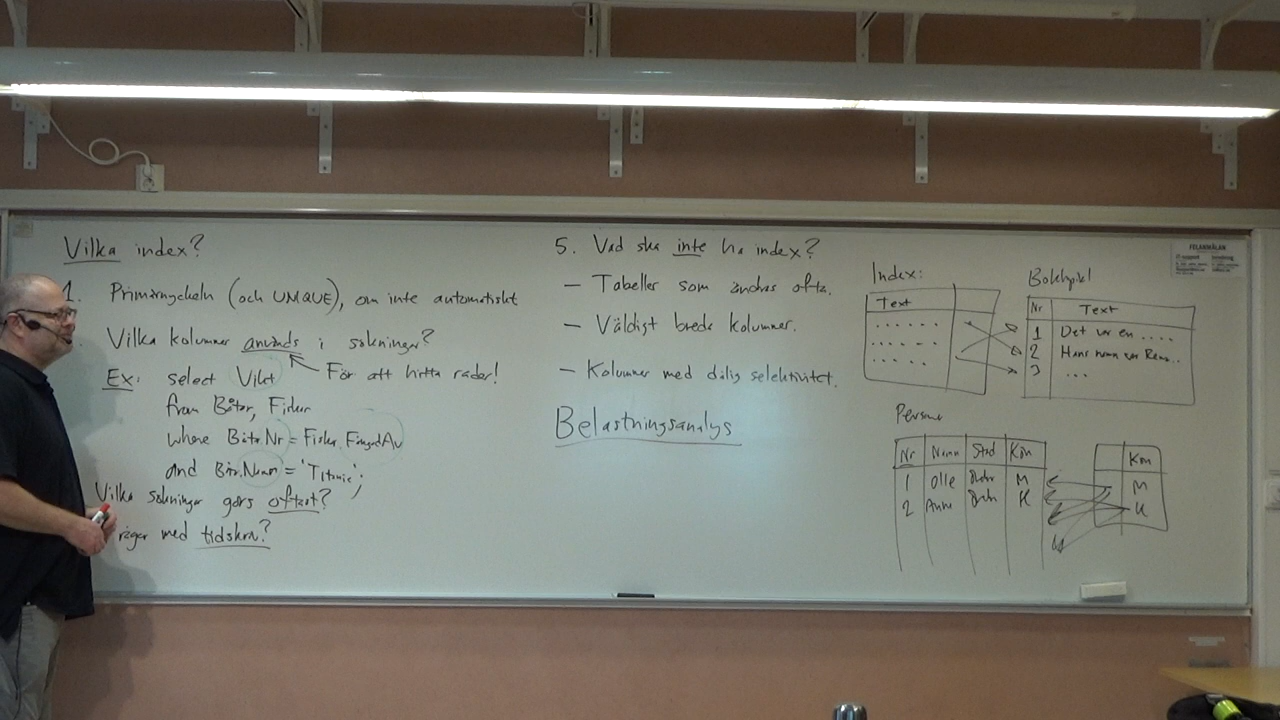 Vilka index?
1. Primärnyckeln (och UNIQUE), om inte automatiskt
Vilka kolumner används i sökningar?
För att hitta rader!
Ex: select Vikt
from Båtar, Fiskar
where Båtar.Nr = Fiskar.FångadAv
and Båtar.Namn = 'Titanic';
Vilka sökningar görs oftast?
med tidskrav?
5. Vad ska inte ha index?
– Tabeller som ändras ofta.
– Väldigt breda kolumner.
– Kolumner med dålig selektivitet.
Belastningsanalys
Index:
Text
Nr Text
1 Det var en ....
2 Hans namn var
3 ...
Nr Namn Stad Kön
1 Olle M
2 Anna K
Kön
M
K
FELANMÄLAN